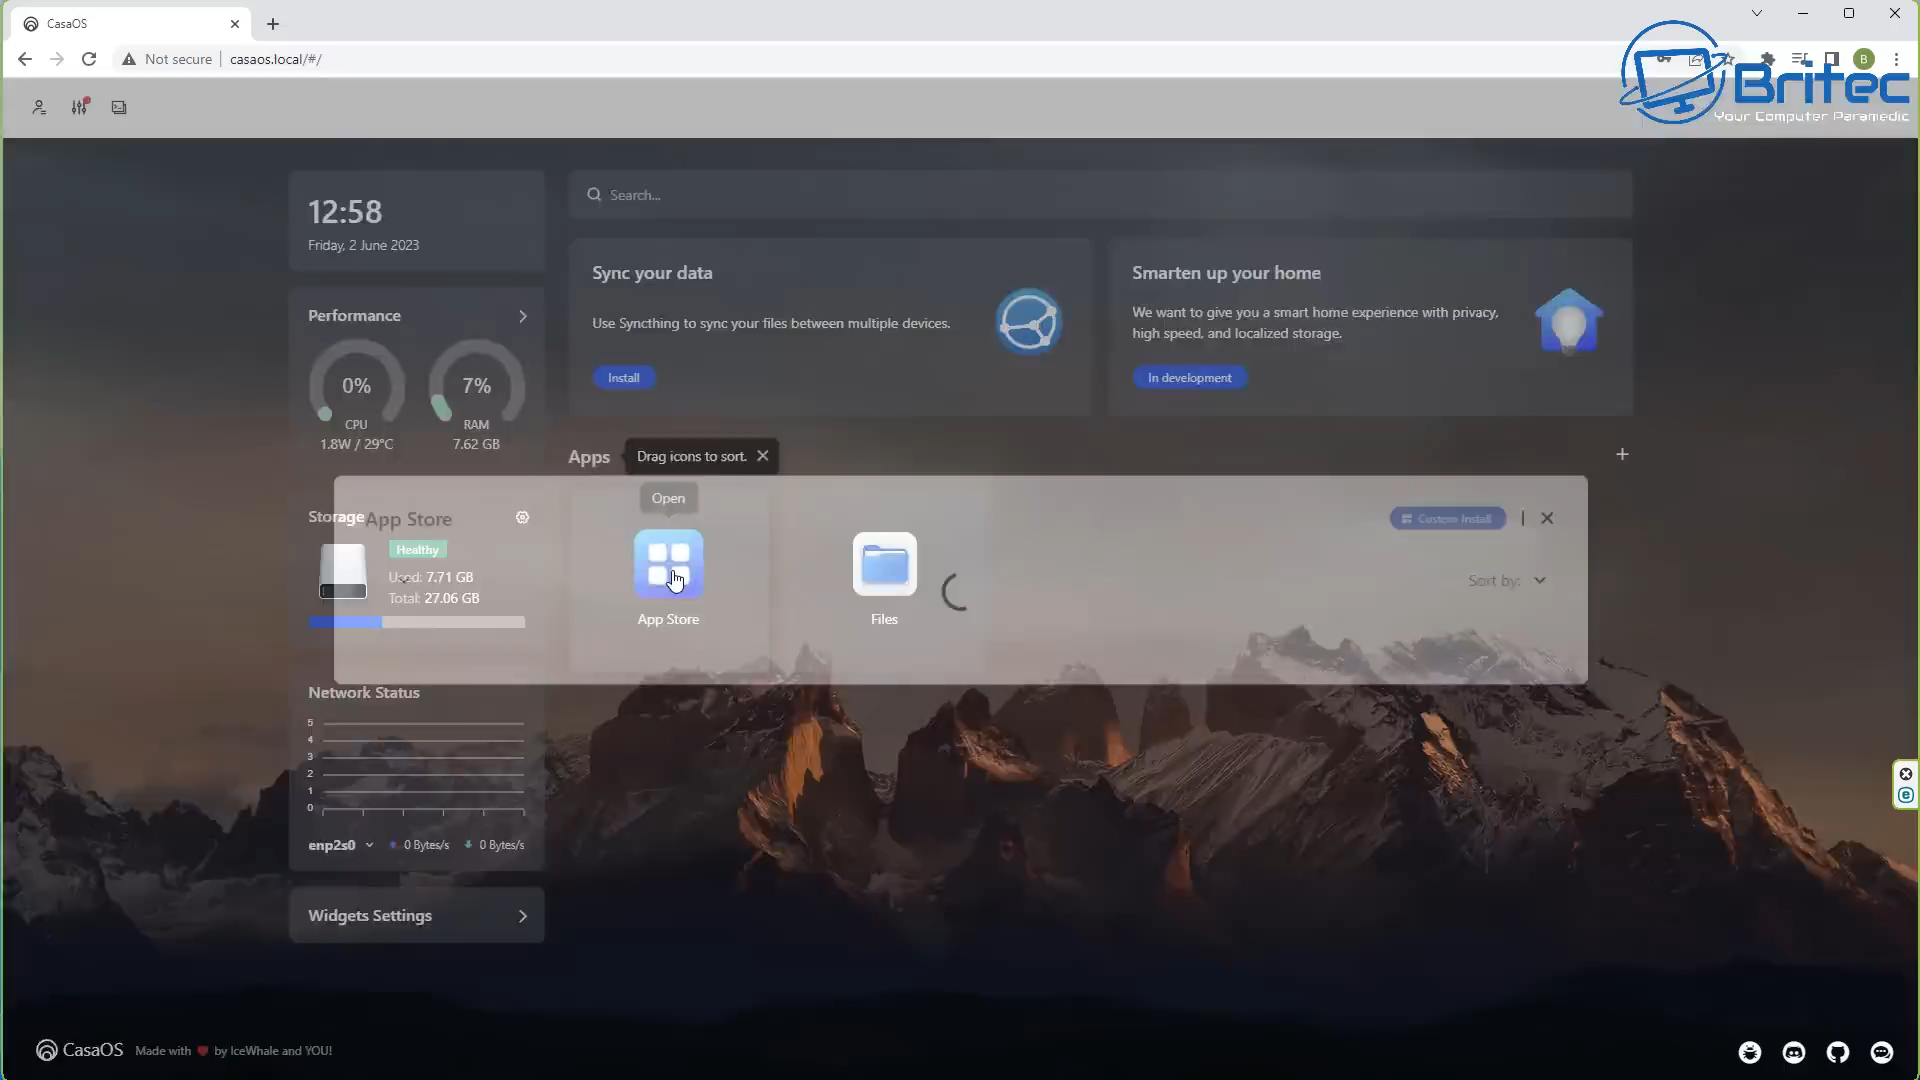 CasaOS
Not secure
casaos.local/#/
B
Britec
Your Computer Paramedic
12:58
Friday, 2 June 2023
Search...
Sync your data
Use Syncthing to sync your files between multiple devices.
Install
Smarten up your home
We want to give you a smart home experience with privacy,
high speed, and localized storage.
In development
Performance
0%
CPU
1.8W / 29°C
7%
RAM
7.62 GB
Apps
Drag icons to sort.
Open
Storage
App Store
Custom Install
Healthy
Used: 7.71 GB
Total: 27.06 GB
Sort by:
App Store
Files
Network Status
5
4
3
2
1
0
enp2s0
0 Bytes/s
0 Bytes/s
Widgets Settings
CasaOS
Made with by IceWhale and YOU!